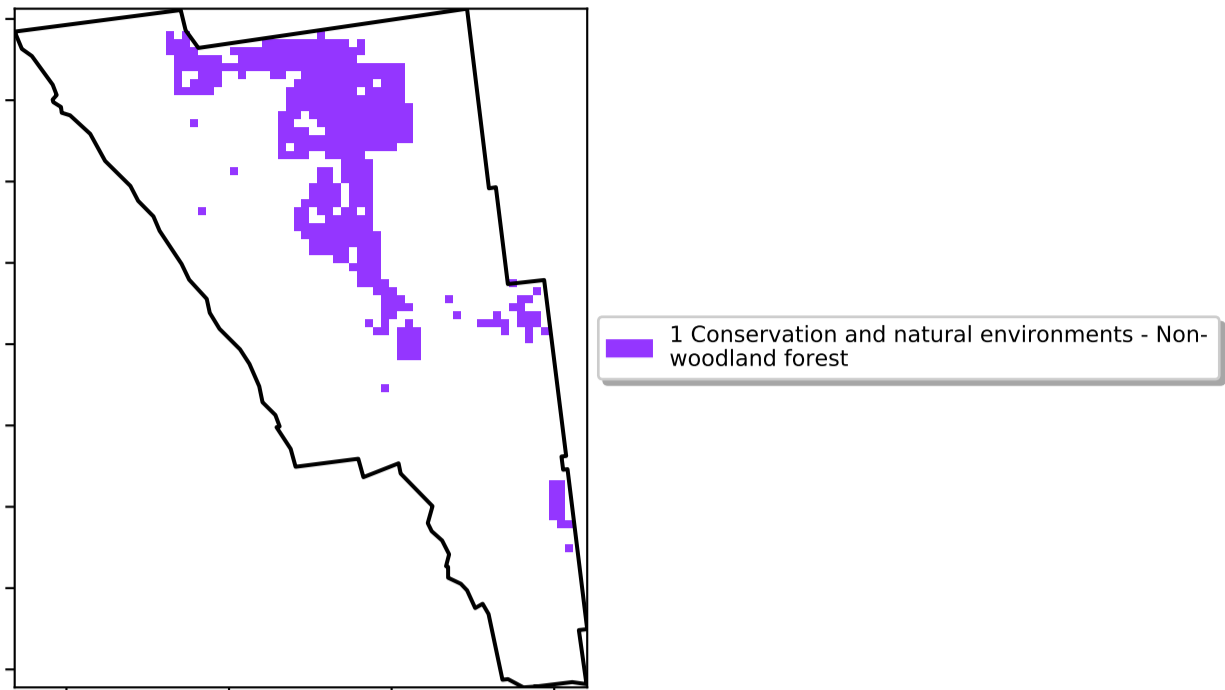 1 Conservation and natural environments - Non-
woodland forest